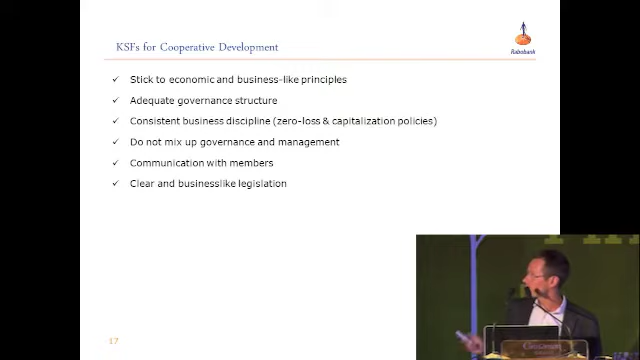 KSFs for Cooperative Development
Rabobank
Stick to economic and business-like principles
Adequate governance structure
Consistent business discipline (zero-loss & capitalization policies)
Do not mix up governance and management
Communication with members
Clear and businesslike legislation
17